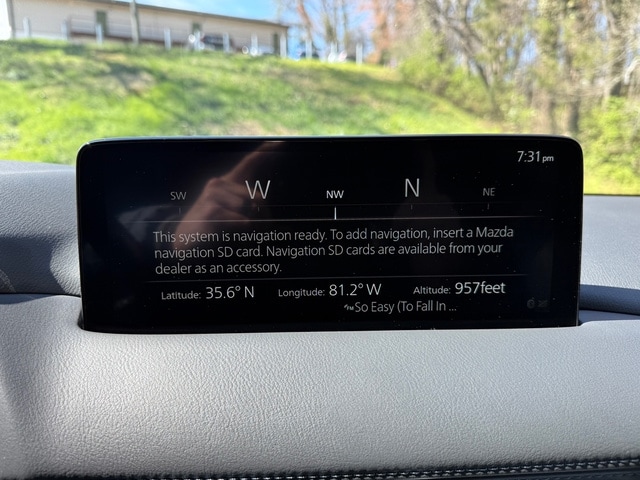 7:31pm
SW W NW N NE
This system is navigation ready. To add navigation, insert a Mazda
navigation SD card. Navigation SD cards are available from your
dealer as an accessory.
Latitude: 35.6° N Longitude: 81.2° W Altitude: 957feet
So Easy (To Fall In ...